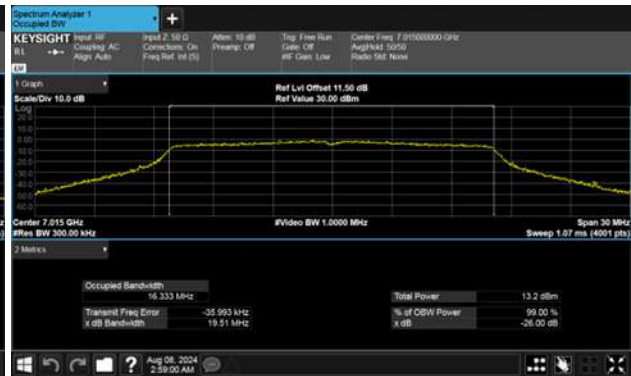 Spectrum Analyzer 1
Occupied BW
KEYSIGHT Input: RF Input Z: 50 Ω Atten: 10 dB Trig: Free Run Center Freq: 7.015000000 GHz
RL Coupling: AC Corrections: On Preamp: Off Gate: Off Avg|Hold: 50/50
Align: Auto Freq Ref: Int (S) #IF Gain: Low Radio Std: None
LM
1 Graph
Scale/Div 10.0 dB
Ref Lvl Offset 11.50 dB
Ref Value 30.00 dBm
Log
20.0
10.0
0.00
-10.0
-20.0
-30.0
-40.0
-50.0
-60.0
Center 7.015 GHz
#Res BW 300.00 kHz
#Video BW 1.0000 MHz
Span 30 MHz
Sweep 1.07 ms (4001 pts)
2 Metrics
Occupied Bandwidth
16.333 MHz
Total Power 13.2 dBm
Transmit Freq Error -35.993 kHz
% of OBW Power 99.00 %
x dB Bandwidth 19.51 MHz
x dB -26.00 dB
?
Aug 08, 2024
2:59:00 AM